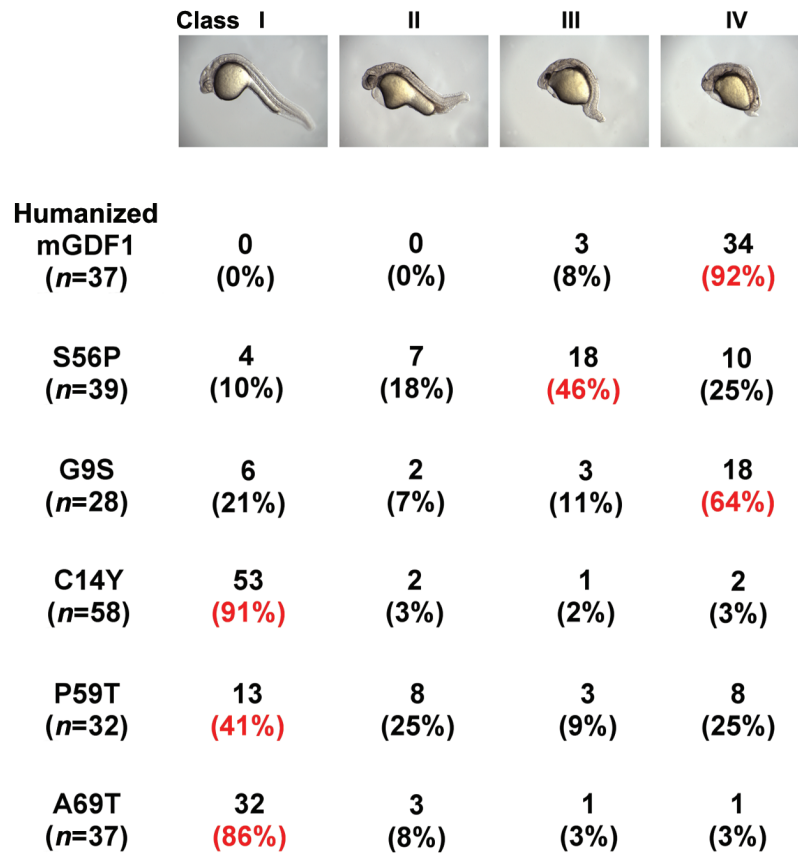 Class I II III IV
Humanized
mGDF1 0 0 3 34
(n=37) (0%) (0%) (8%) (92%)
S56P 4 7 18 10
(n=39) (10%) (18%) (46%) (25%)
G9S 6 2 3 18
(n=28) (21%) (7%) (11%) (64%)
C14Y 53 2 1 2
(n=58) (91%) (3%) (2%) (3%)
P59T 13 8 3 8
(n=32) (41%) (25%) (9%) (25%)
A69T 32 3 1 1
(n=37) (86%) (8%) (3%) (3%)